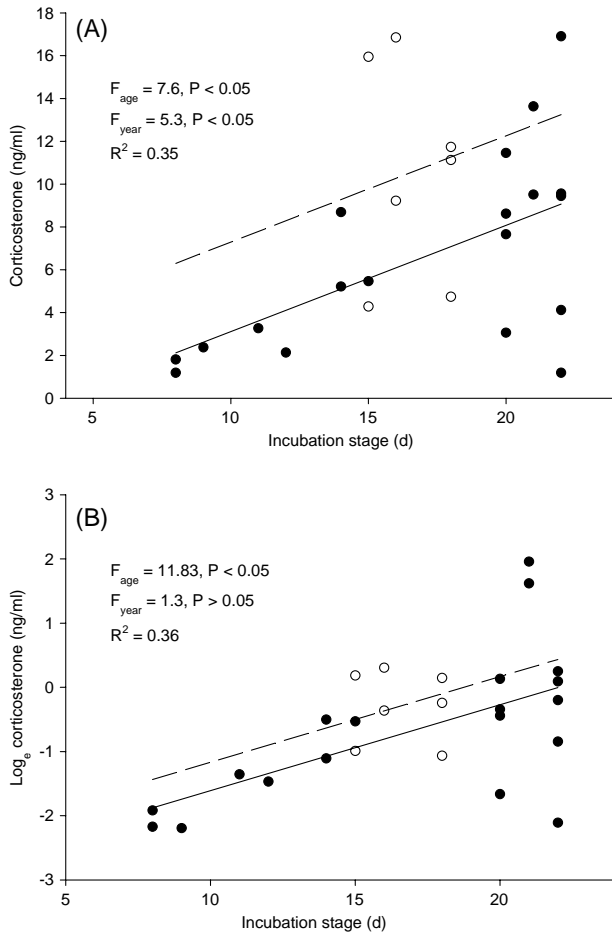 (A)
18
16
14
12
10
8
6
4
2
0
Corticosterone (ng/ml)
F_age = 7.6, P < 0.05
F_year = 5.3, P < 0.05
R² = 0.35
5 10 15 20
Incubation stage (d)
(B)
3
2
1
0
-1
-2
-3
Log_e corticosterone (ng/ml)
F_age = 11.83, P < 0.05
F_year = 1.3, P > 0.05
R² = 0.36
5 10 15 20
Incubation stage (d)